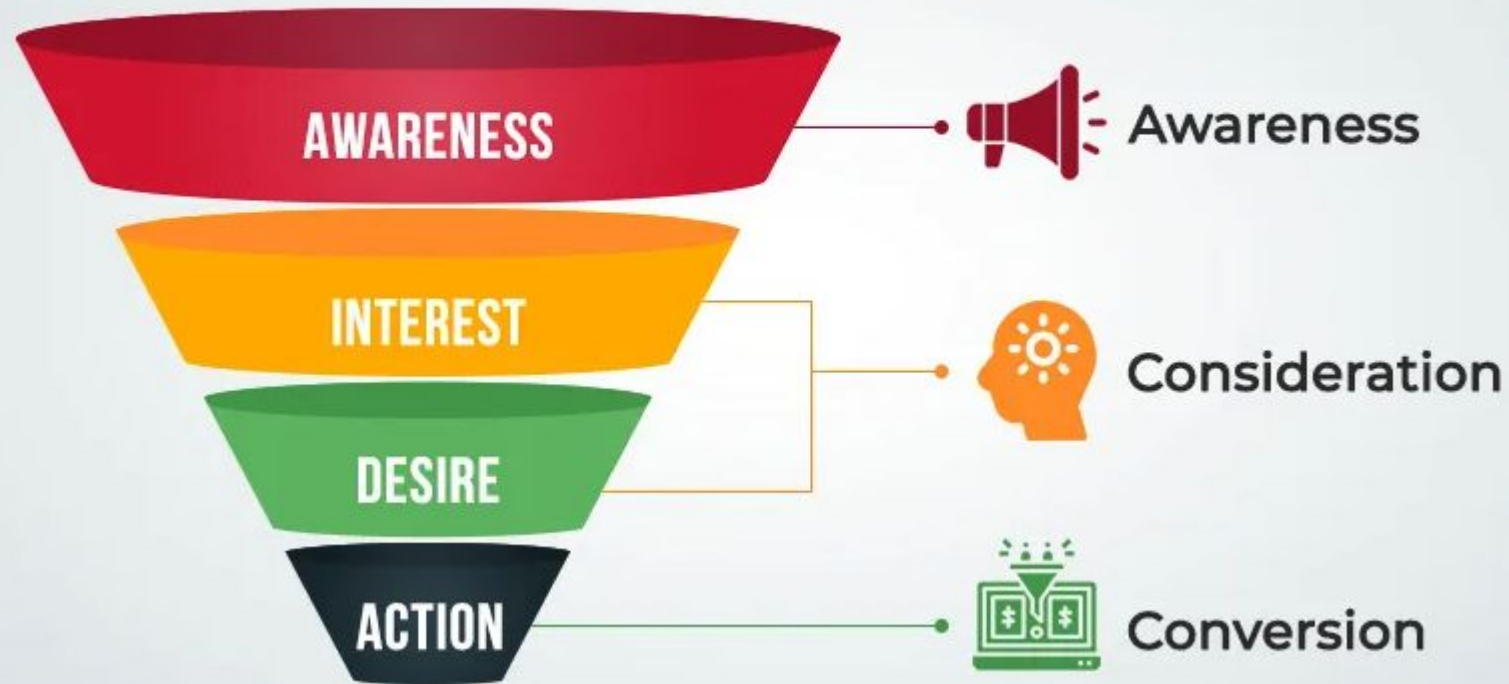 AWARENESS
Awareness
INTEREST
Consideration
DESIRE
ACTION
Conversion